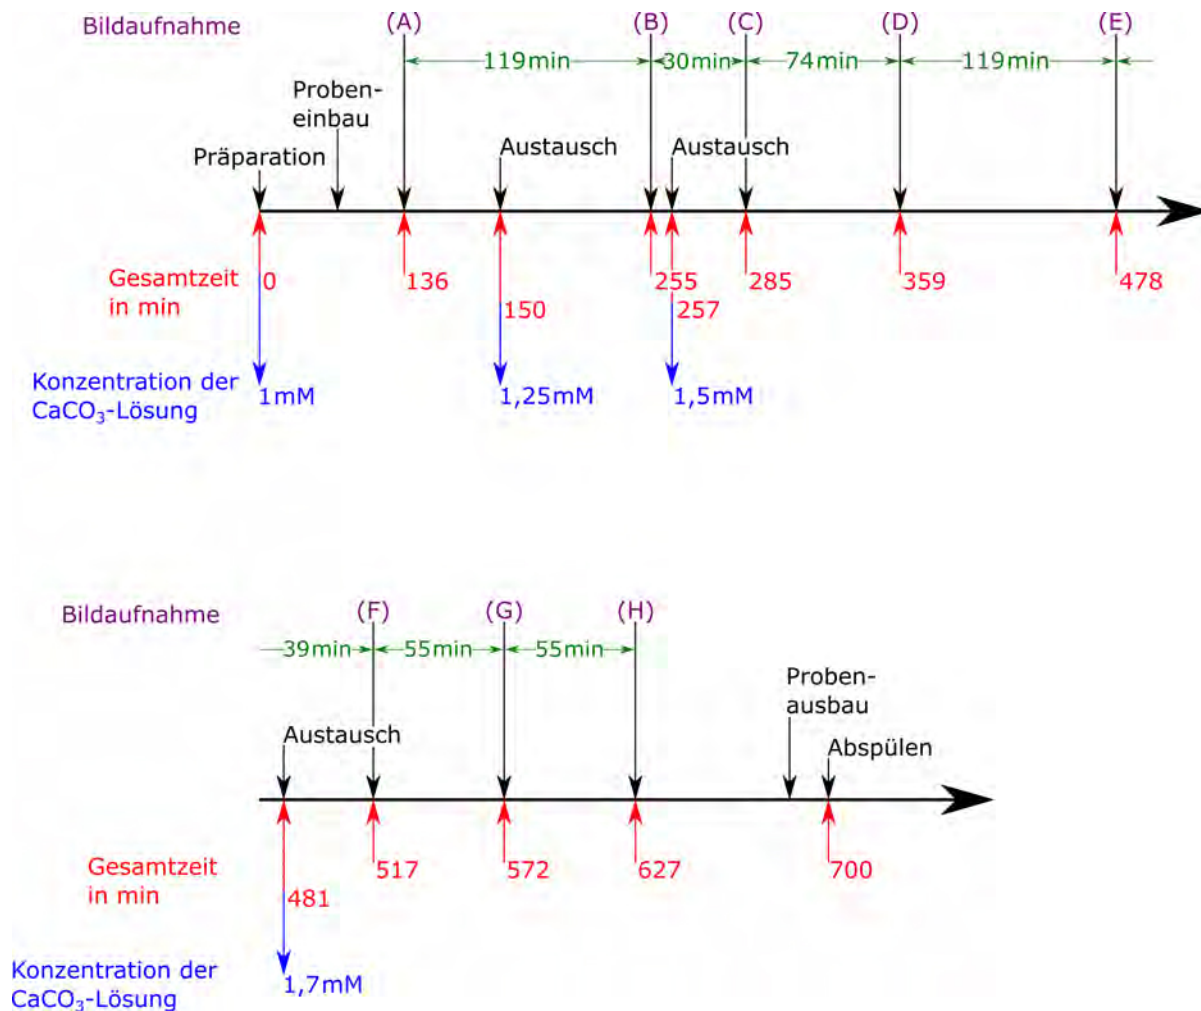 Bildaufnahme (A) (B) (C) (D) (E)
119min 30min 74min 119min
Proben-
einbau
Präparation Austausch Austausch
Gesamtzeit
in min
0 136 255 285 359 478
150 257
Konzentration der
CaCO₃-Lösung
1mM 1,25mM 1,5mM
Bildaufnahme (F) (G) (H)
39min 55min 55min
Proben-
ausbau
Austausch Abspülen
Gesamtzeit
in min
517 572 627 700
481
Konzentration der
CaCO₃-Lösung
1,7mM